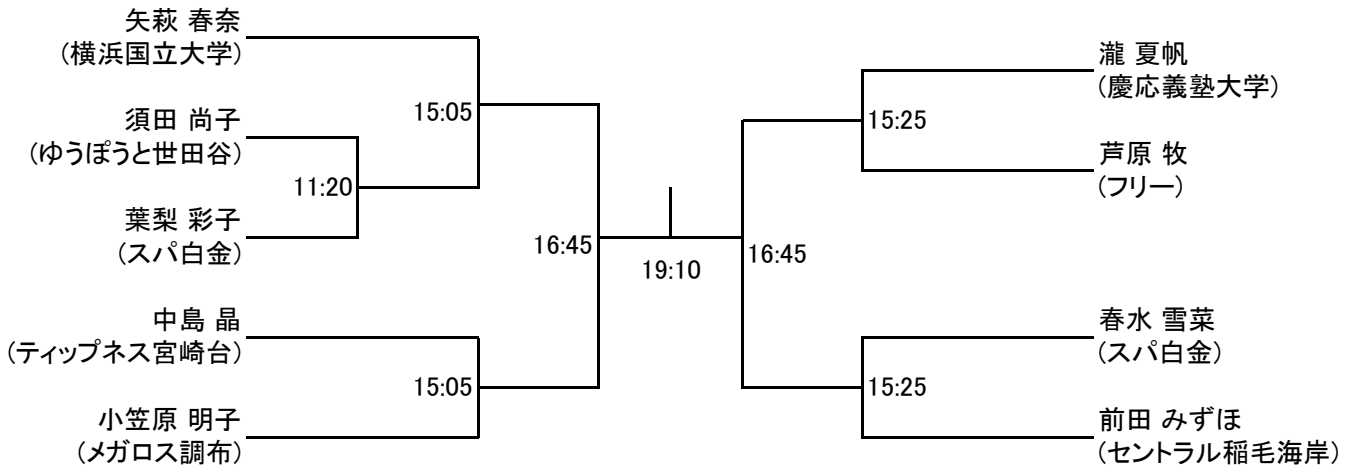 矢萩 春奈
(横浜国立大学)
須田 尚子
(ゆうぽうと世田谷)
葉梨 彩子
(スパ白金)
中島 晶
(ティップネス宮崎台)
小笠原 明子
(メガロス調布)
15:05
11:20
15:05
16:45
19:10
16:45
15:25
15:25
瀧 夏帆
(慶応義塾大学)
芦原 牧
(フリー)
春水 雪菜
(スパ白金)
前田 みずほ
(セントラル稲毛海岸)